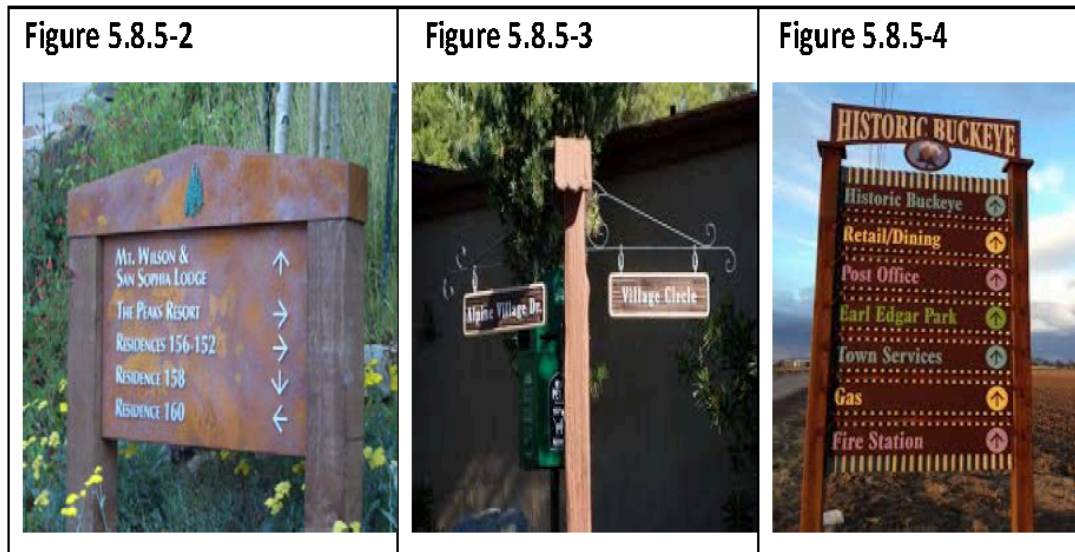 Figure 5.8.5-2
Mt. Wilson &
San Sophia Lodge
The Peaks Resort
Residences 156-152
Residence 158
Residence 160
Figure 5.8.5-3
Alpine Village Dr.
Village Circle
Figure 5.8.5-4
HISTORIC BUCKEYE
Historic Buckeye
Retail/Dining
Post Office
Earl Edgar Park
Town Services
Gas
Fire Station